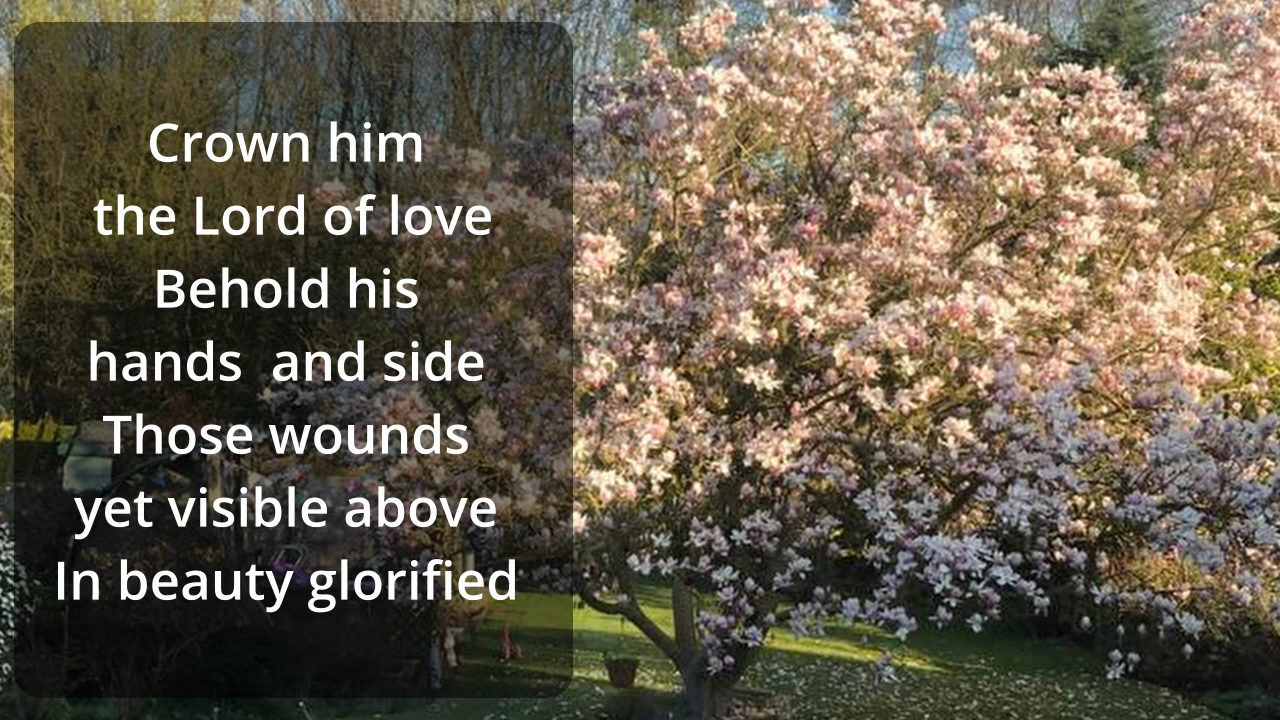 Crown him
the Lord of love
Behold his
hands  and side
Those wounds
yet visible above
In beauty glorified